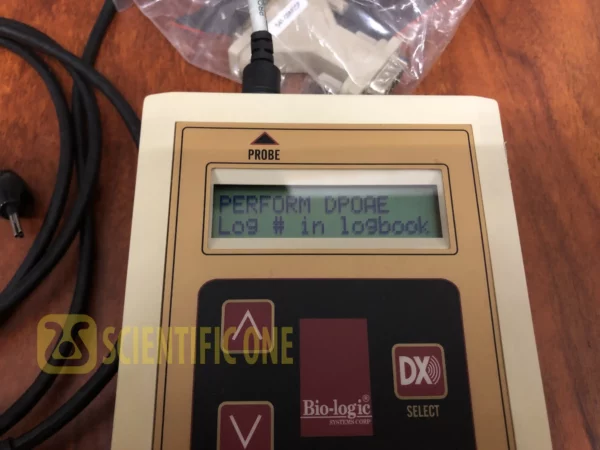 PROBE
PERFORM DPOAE
Log # in logbook
SCIENTIFIC ONE
DX
SELECT
Bio-logic
SYSTEMS CORP